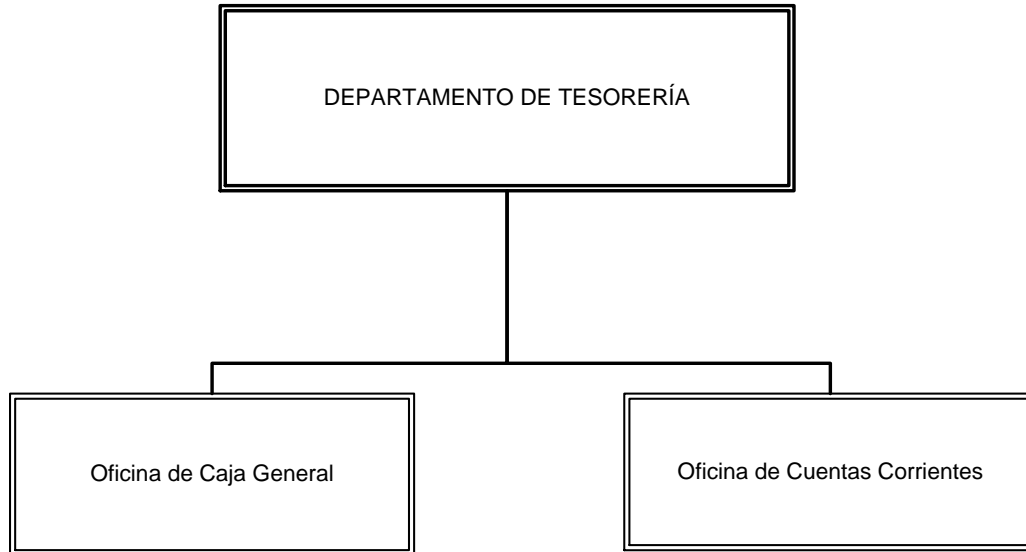 DEPARTAMENTO DE TESORERÍA
Oficina de Caja General
Oficina de Cuentas Corrientes